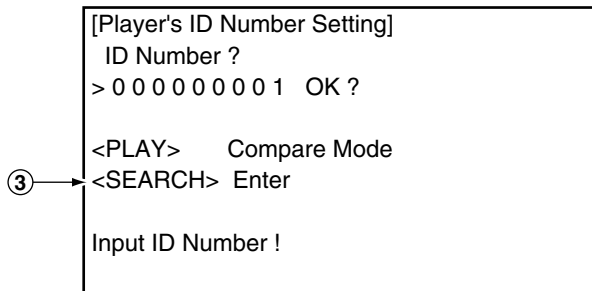 [Player's ID Number Setting]
ID Number ?
> 0 0 0 0 0 0 0 0 1 OK ?
<PLAY> Compare Mode
③ <SEARCH> Enter
Input ID Number !